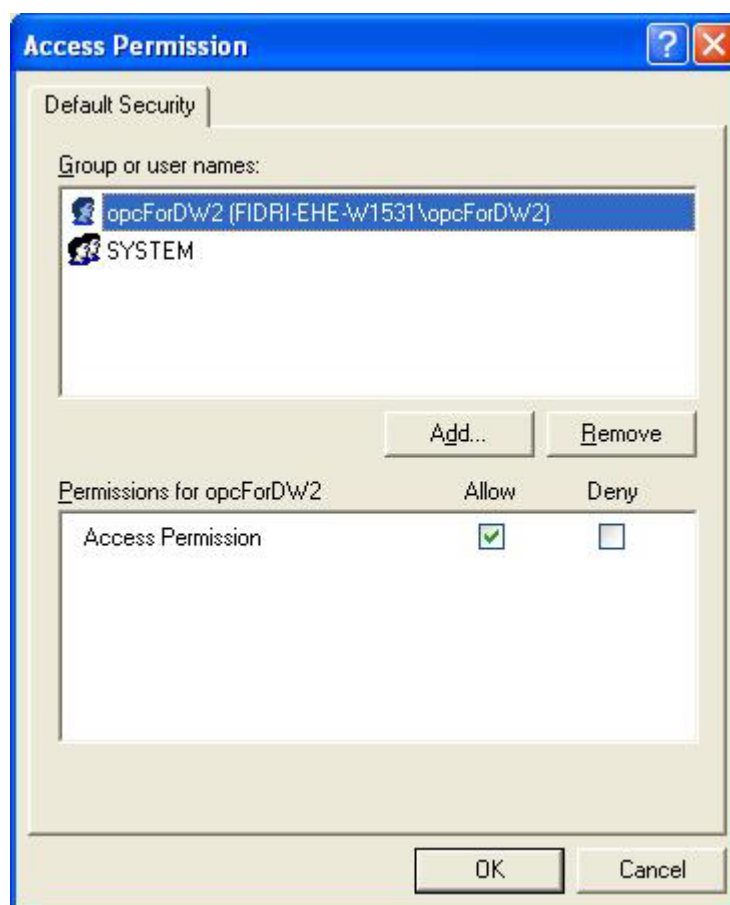 Access Permission
Default Security
Group or user names:
opcForDW2 (FIDRI-EHE-W1531\opcForDW2)
SYSTEM
Add... Remove
Permissions for opcForDW2 Allow Deny
Access Permission
OK Cancel